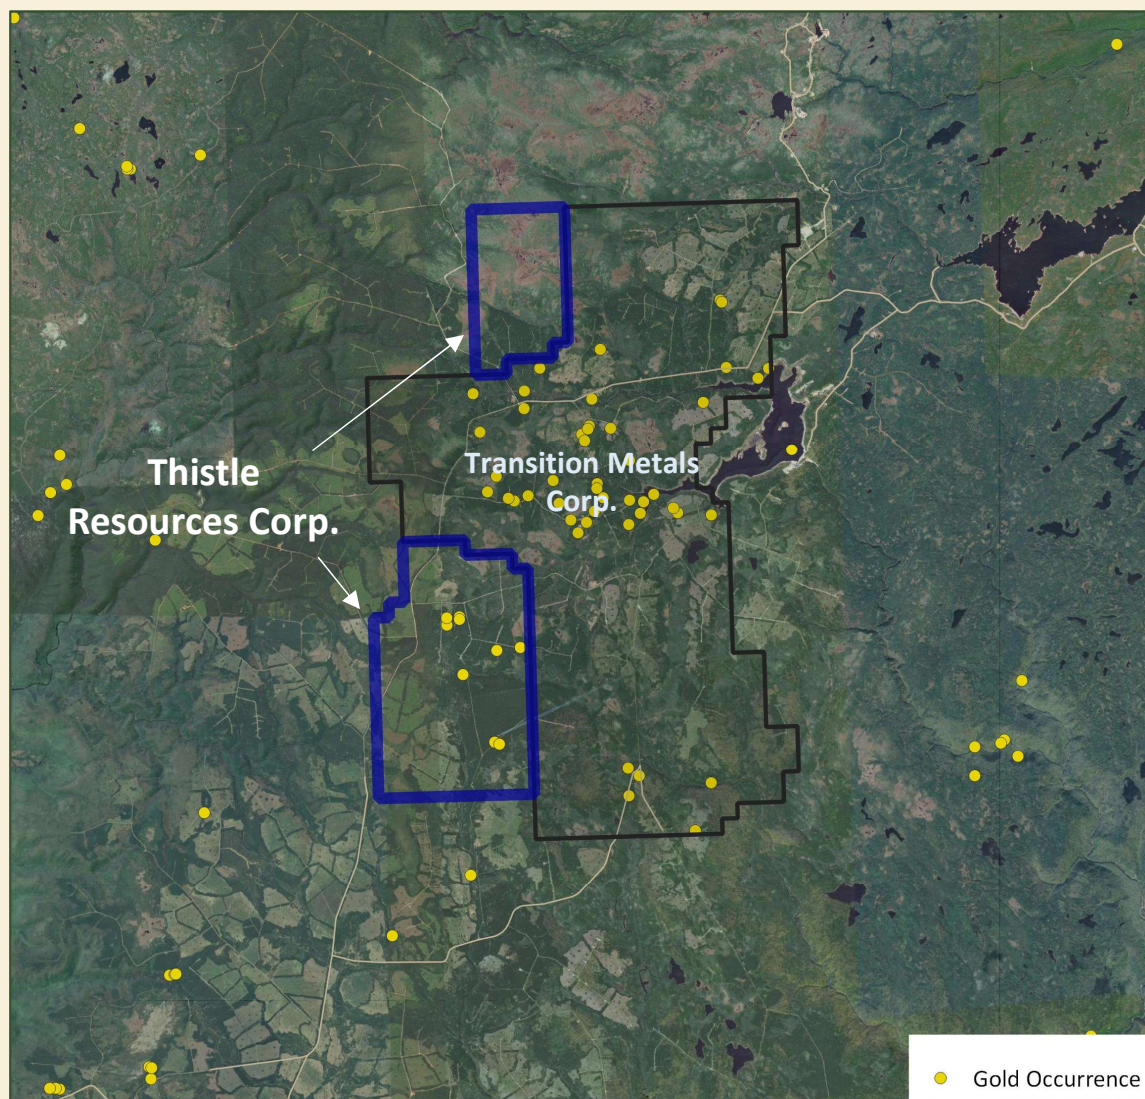 Thistle
Resources Corp.
Transition Metals
Corp.
Gold Occurrence